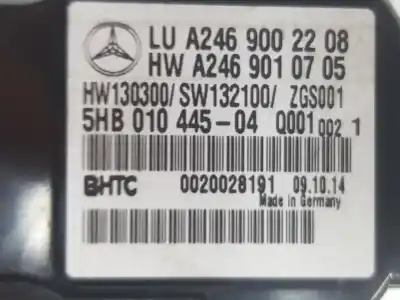 LU A246 900 22 08
HW A246 901 07 05
HW130300/ SW132100/ ZGS001
5HB 010 445-04 Q001 002 1
BHTC 0020028191 09.10.14
Made in Germany